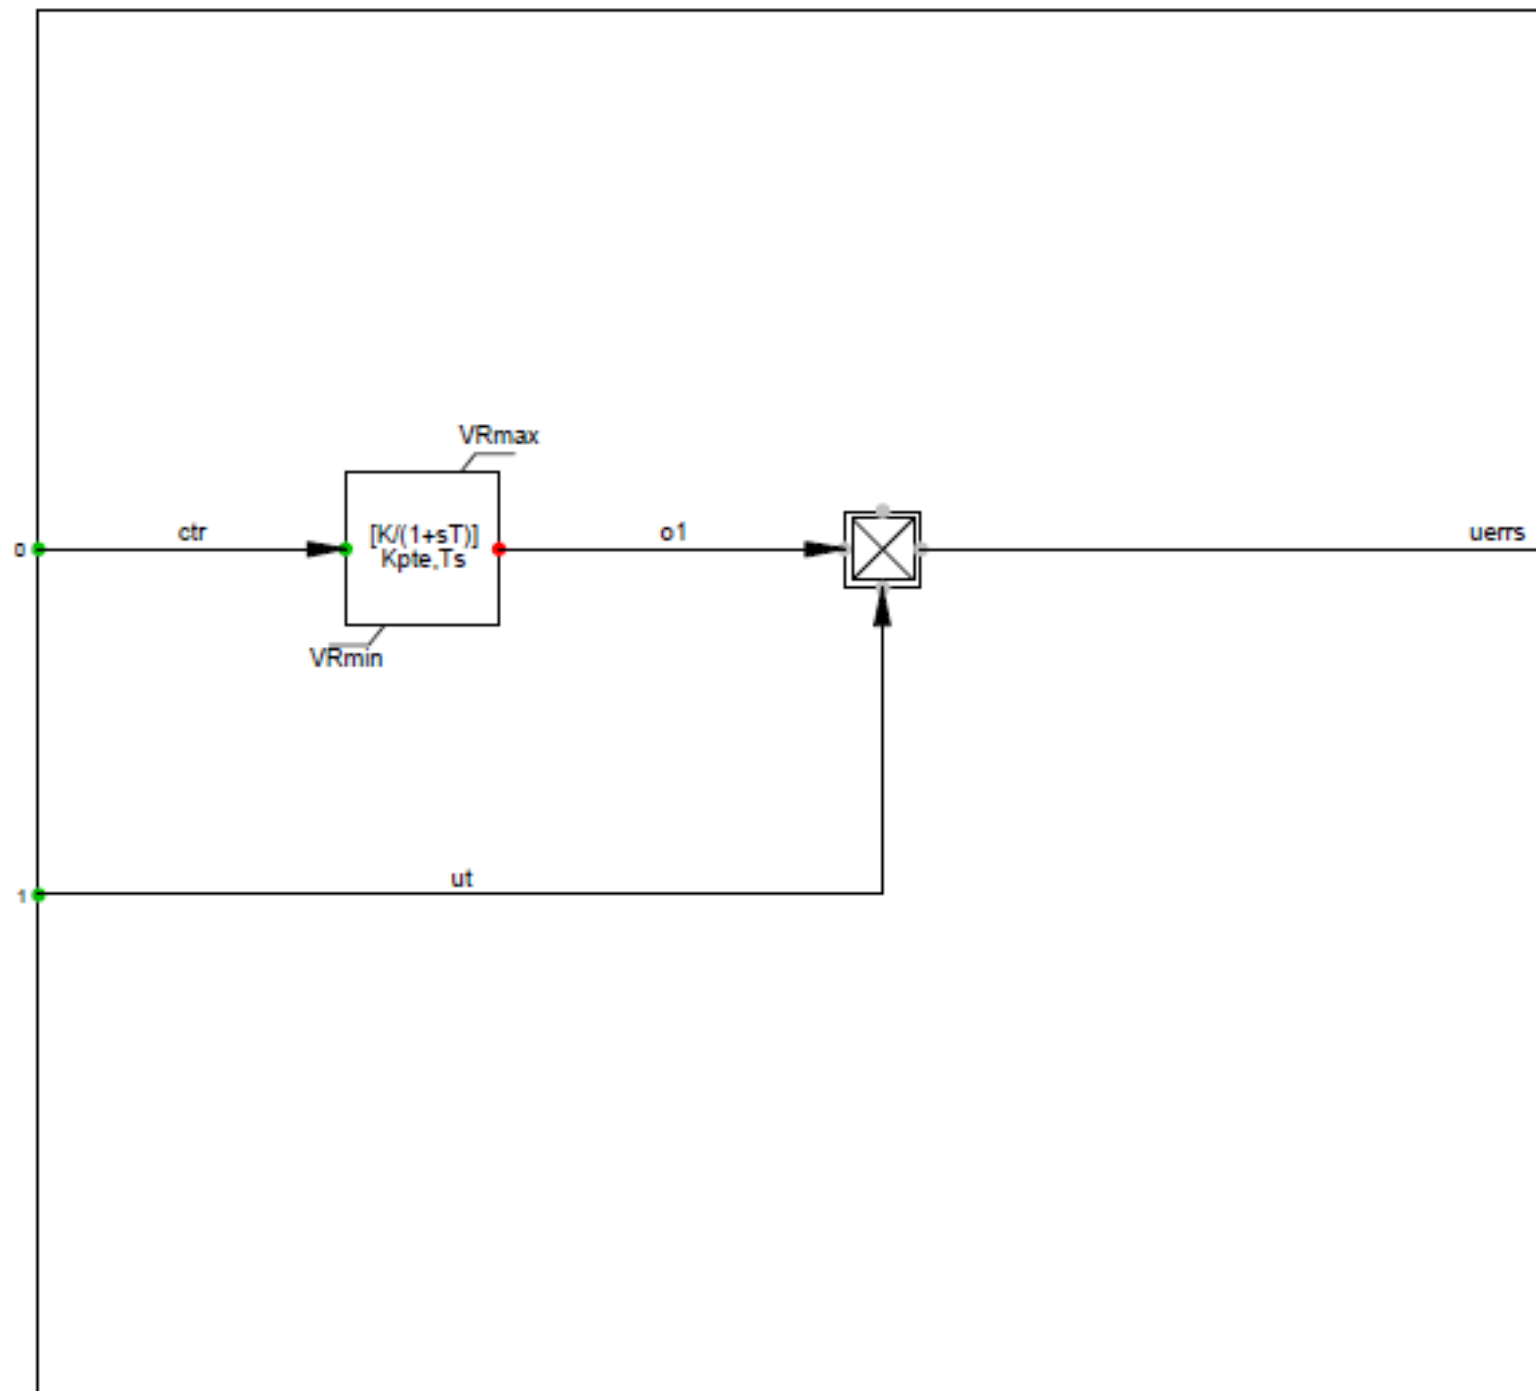 VRmax
0
ctr
[K/(1+sT)]
Kpte,Ts
o1
uerrs
VRmin
1
ut